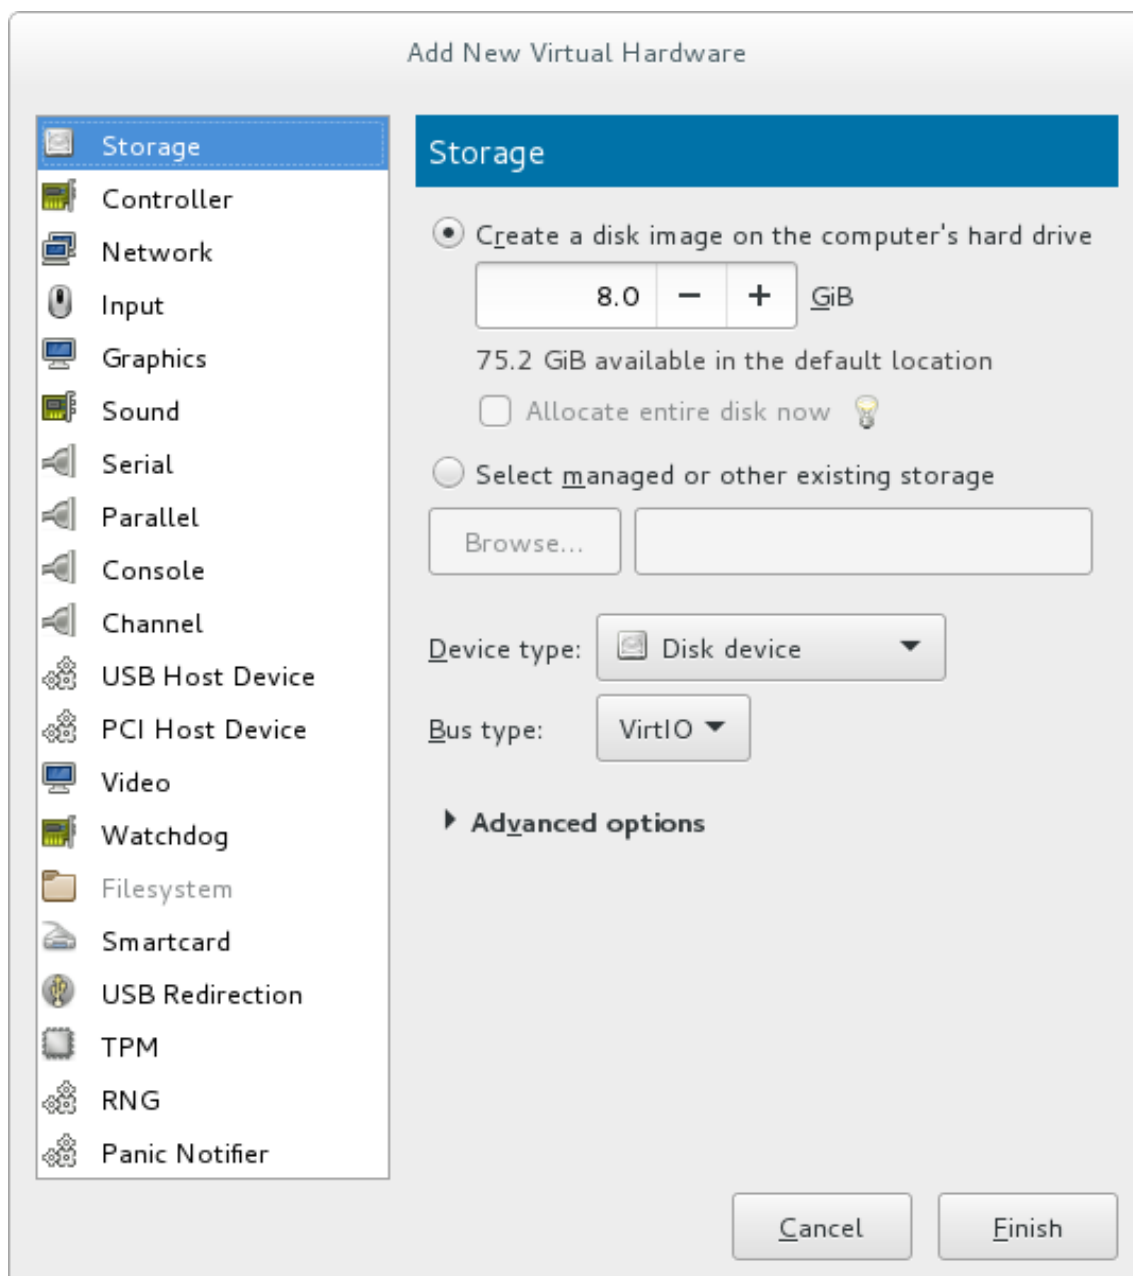 Add New Virtual Hardware
Storage
Controller
Network
Input
Graphics
Sound
Serial
Parallel
Console
Channel
USB Host Device
PCI Host Device
Video
Watchdog
Filesystem
Smartcard
USB Redirection
TPM
RNG
Panic Notifier
Storage
Create a disk image on the computer's hard drive
8.0 − + GiB
75.2 GiB available in the default location
Allocate entire disk now
Select managed or other existing storage
Browse...
Device type: Disk device
Bus type: VirtIO
Advanced options
Cancel Finish